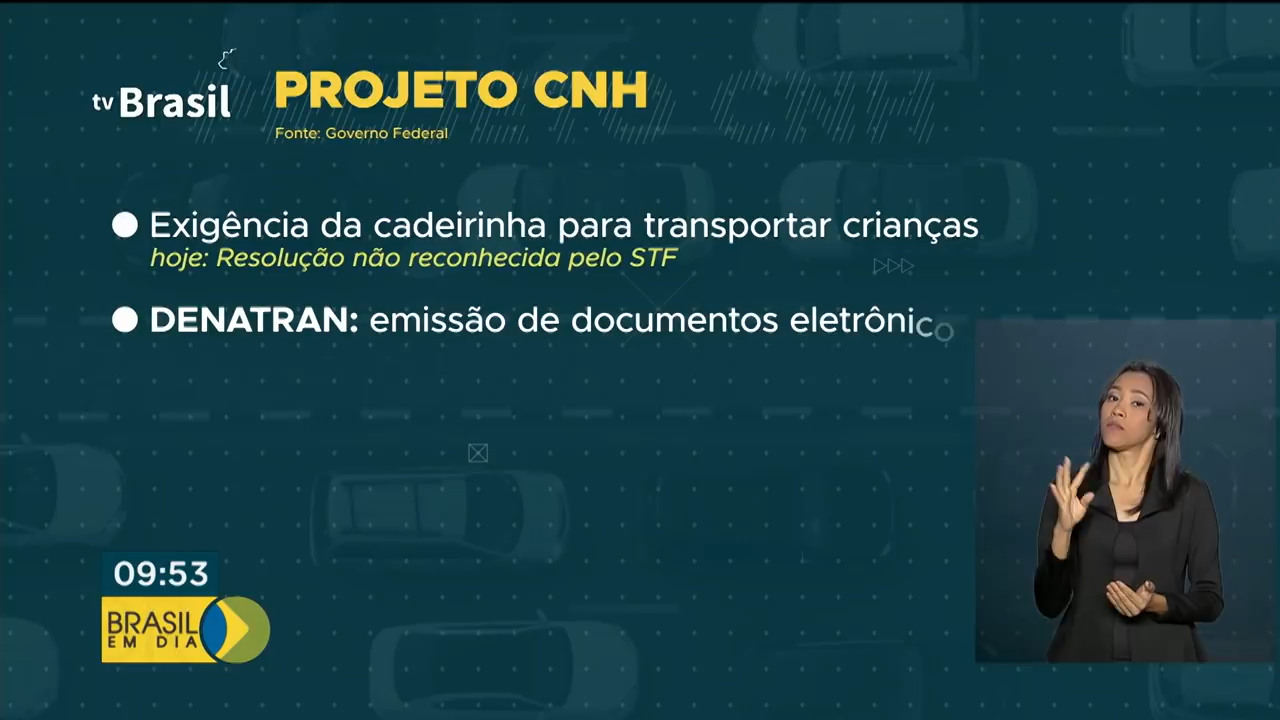 tv Brasil
PROJETO CNH
Fonte: Governo Federal
Exigência da cadeirinha para transportar crianças
hoje: Resolução não reconhecida pelo STF
DENATRAN: emissão de documentos eletrônico
09:53
BRASIL
EM DIA